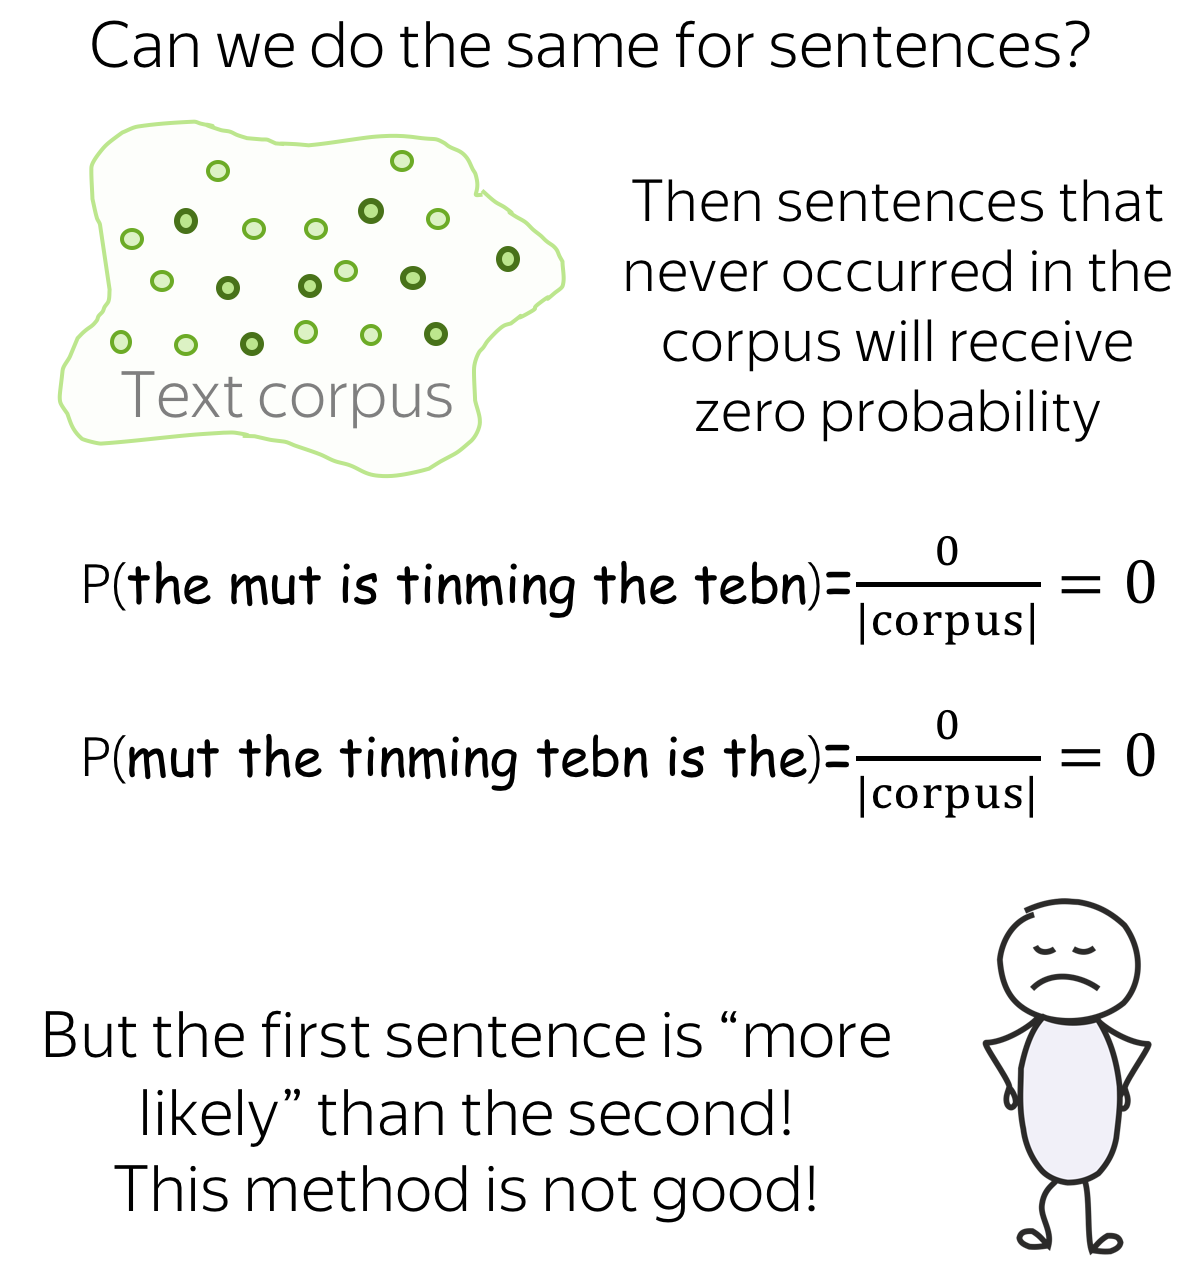 Can we do the same for sentences?
Text corpus
Then sentences that
never occurred in the
corpus will receive
zero probability
P(the mut is tinming the tebn)= 0/|corpus| = 0
P(mut the tinming tebn is the)= 0/|corpus| = 0
But the first sentence is “more
likely” than the second!
This method is not good!